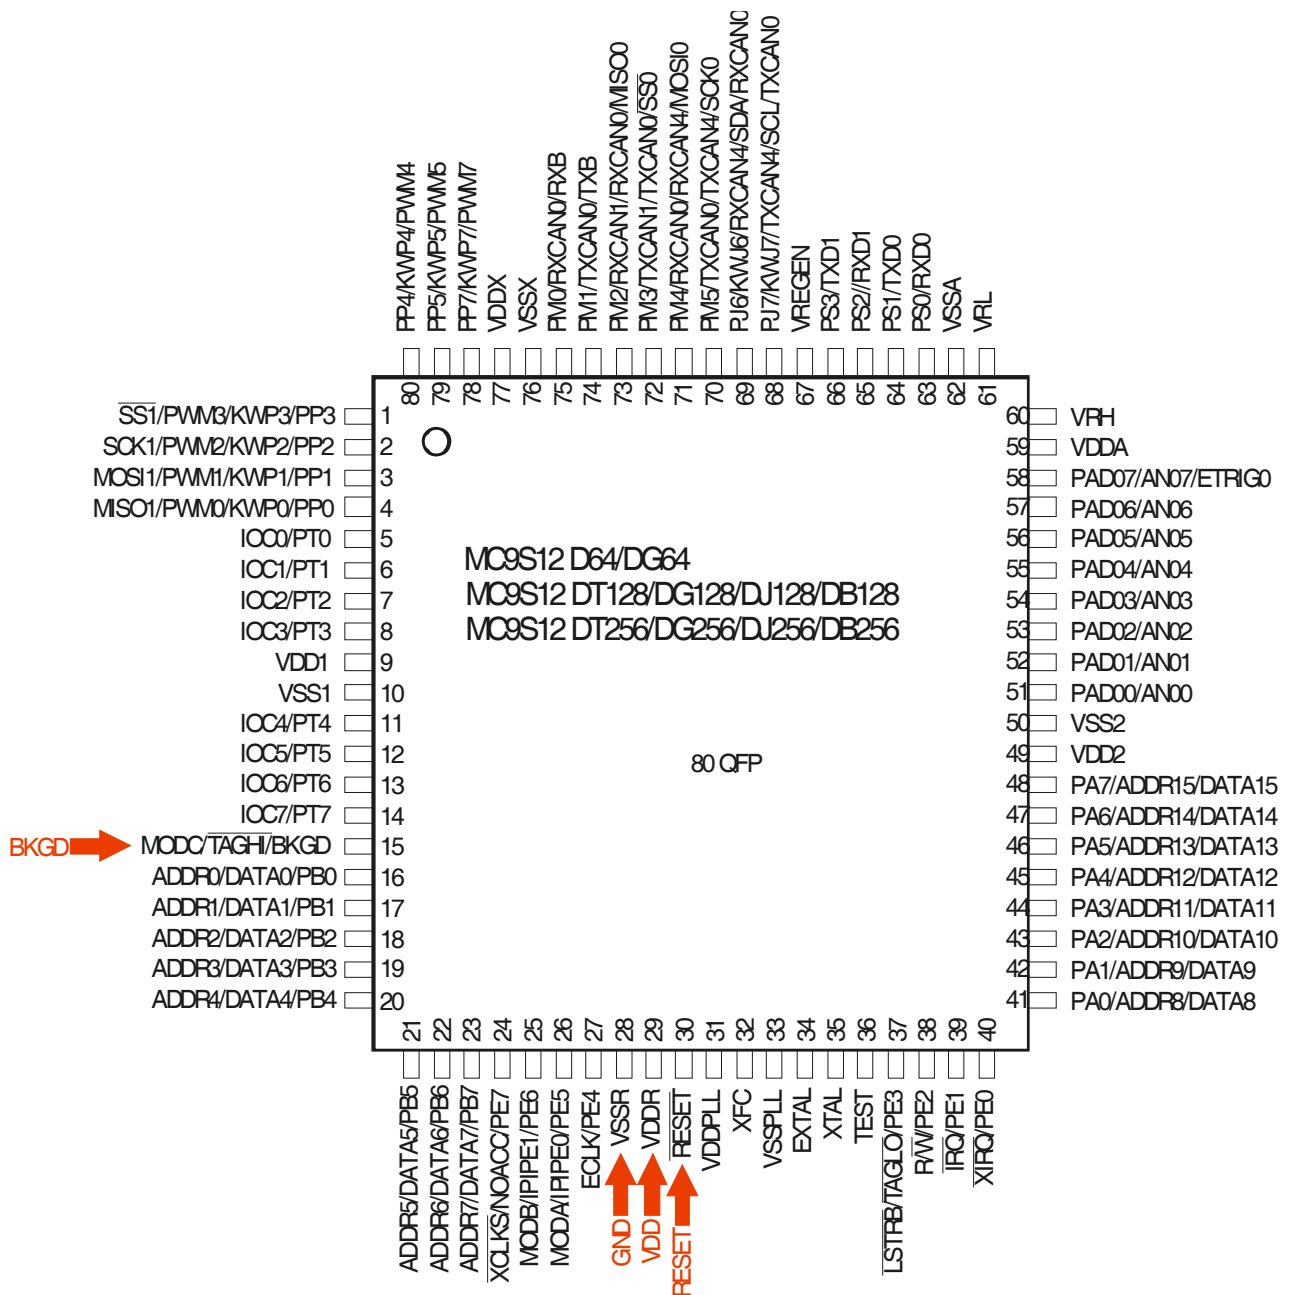 PP4/KWP4/PWM4
PP5/KWP5/PWM5
PP7/KWP7/PWM7
VDDX
VSSX
PM0/RXCAN0/RXB
PM1/TXCAN0/TXB
PM2/RXCAN1/RXCAN0/MISO0
PM3/TXCAN1/TXCAN0/SS0
PM4/RXCAN0/RXCAN4/MOSI0
PM5/TXCAN0/TXCAN4/SCK0
PJ6/KWJ6/RXCAN4/SDA/RXCAN0
PJ7/KWJ7/TXCAN4/SCL/TXCAN0
VREGEN
PS3/TXD1
PS2//RXD1
PS1/TXD0
PS0/RXD0
VSSA
VRL
80 79 78 77 76 75 74 73 72 71 70 69 68 67 66 65 64 63 62 61
SS1/PWM3/KWP3/PP3 1 60 VRH
SCK1/PWM2/KWP2/PP2 2 59 VDDA
MOSI1/PWM1/KWP1/PP1 3 58 PAD07/AN07/ETRIG0
MISO1/PWM0/KWP0/PP0 4 57 PAD06/AN06
IOC0/PT0 5 56 PAD05/AN05
MC9S12 D64/DG64
IOC1/PT1 6 55 PAD04/AN04
MC9S12 DT128/DG128/DJ128/DB128
IOC2/PT2 7 54 PAD03/AN03
MC9S12 DT256/DG256/DJ256/DB256
IOC3/PT3 8 53 PAD02/AN02
VDD1 9 52 PAD01/AN01
VSS1 10 51 PAD00/AN00
IOC4/PT4 11 50 VSS2
IOC5/PT5 12 49 VDD2
80 QFP
IOC6/PT6 13 48 PA7/ADDR15/DATA15
IOC7/PT7 14 47 PA6/ADDR14/DATA14
BKGD MODC/TAGHI/BKGD 15 46 PA5/ADDR13/DATA13
ADDR0/DATA0/PB0 16 45 PA4/ADDR12/DATA12
ADDR1/DATA1/PB1 17 44 PA3/ADDR11/DATA11
ADDR2/DATA2/PB2 18 43 PA2/ADDR10/DATA10
ADDR3/DATA3/PB3 19 42 PA1/ADDR9/DATA9
ADDR4/DATA4/PB4 20 41 PA0/ADDR8/DATA8
21 22 23 24 25 26 27 28 29 30 31 32 33 34 35 36 37 38 39 40
ADDR5/DATA5/PB5
ADDR6/DATA6/PB6
ADDR7/DATA7/PB7
XCLKS/NOACC/PE7
MODB/IPIPE1/PE6
MODA/IPIPE0/PE5
ECLK/PE4
VSSR
VDDR
RESET
VDDPLL
XFC
VSSPLL
EXTAL
XTAL
TEST
LSTRB/TAGLO/PE3
R/W/PE2
IRQ/PE1
XIRQ/PE0
GND
VDD
RESET